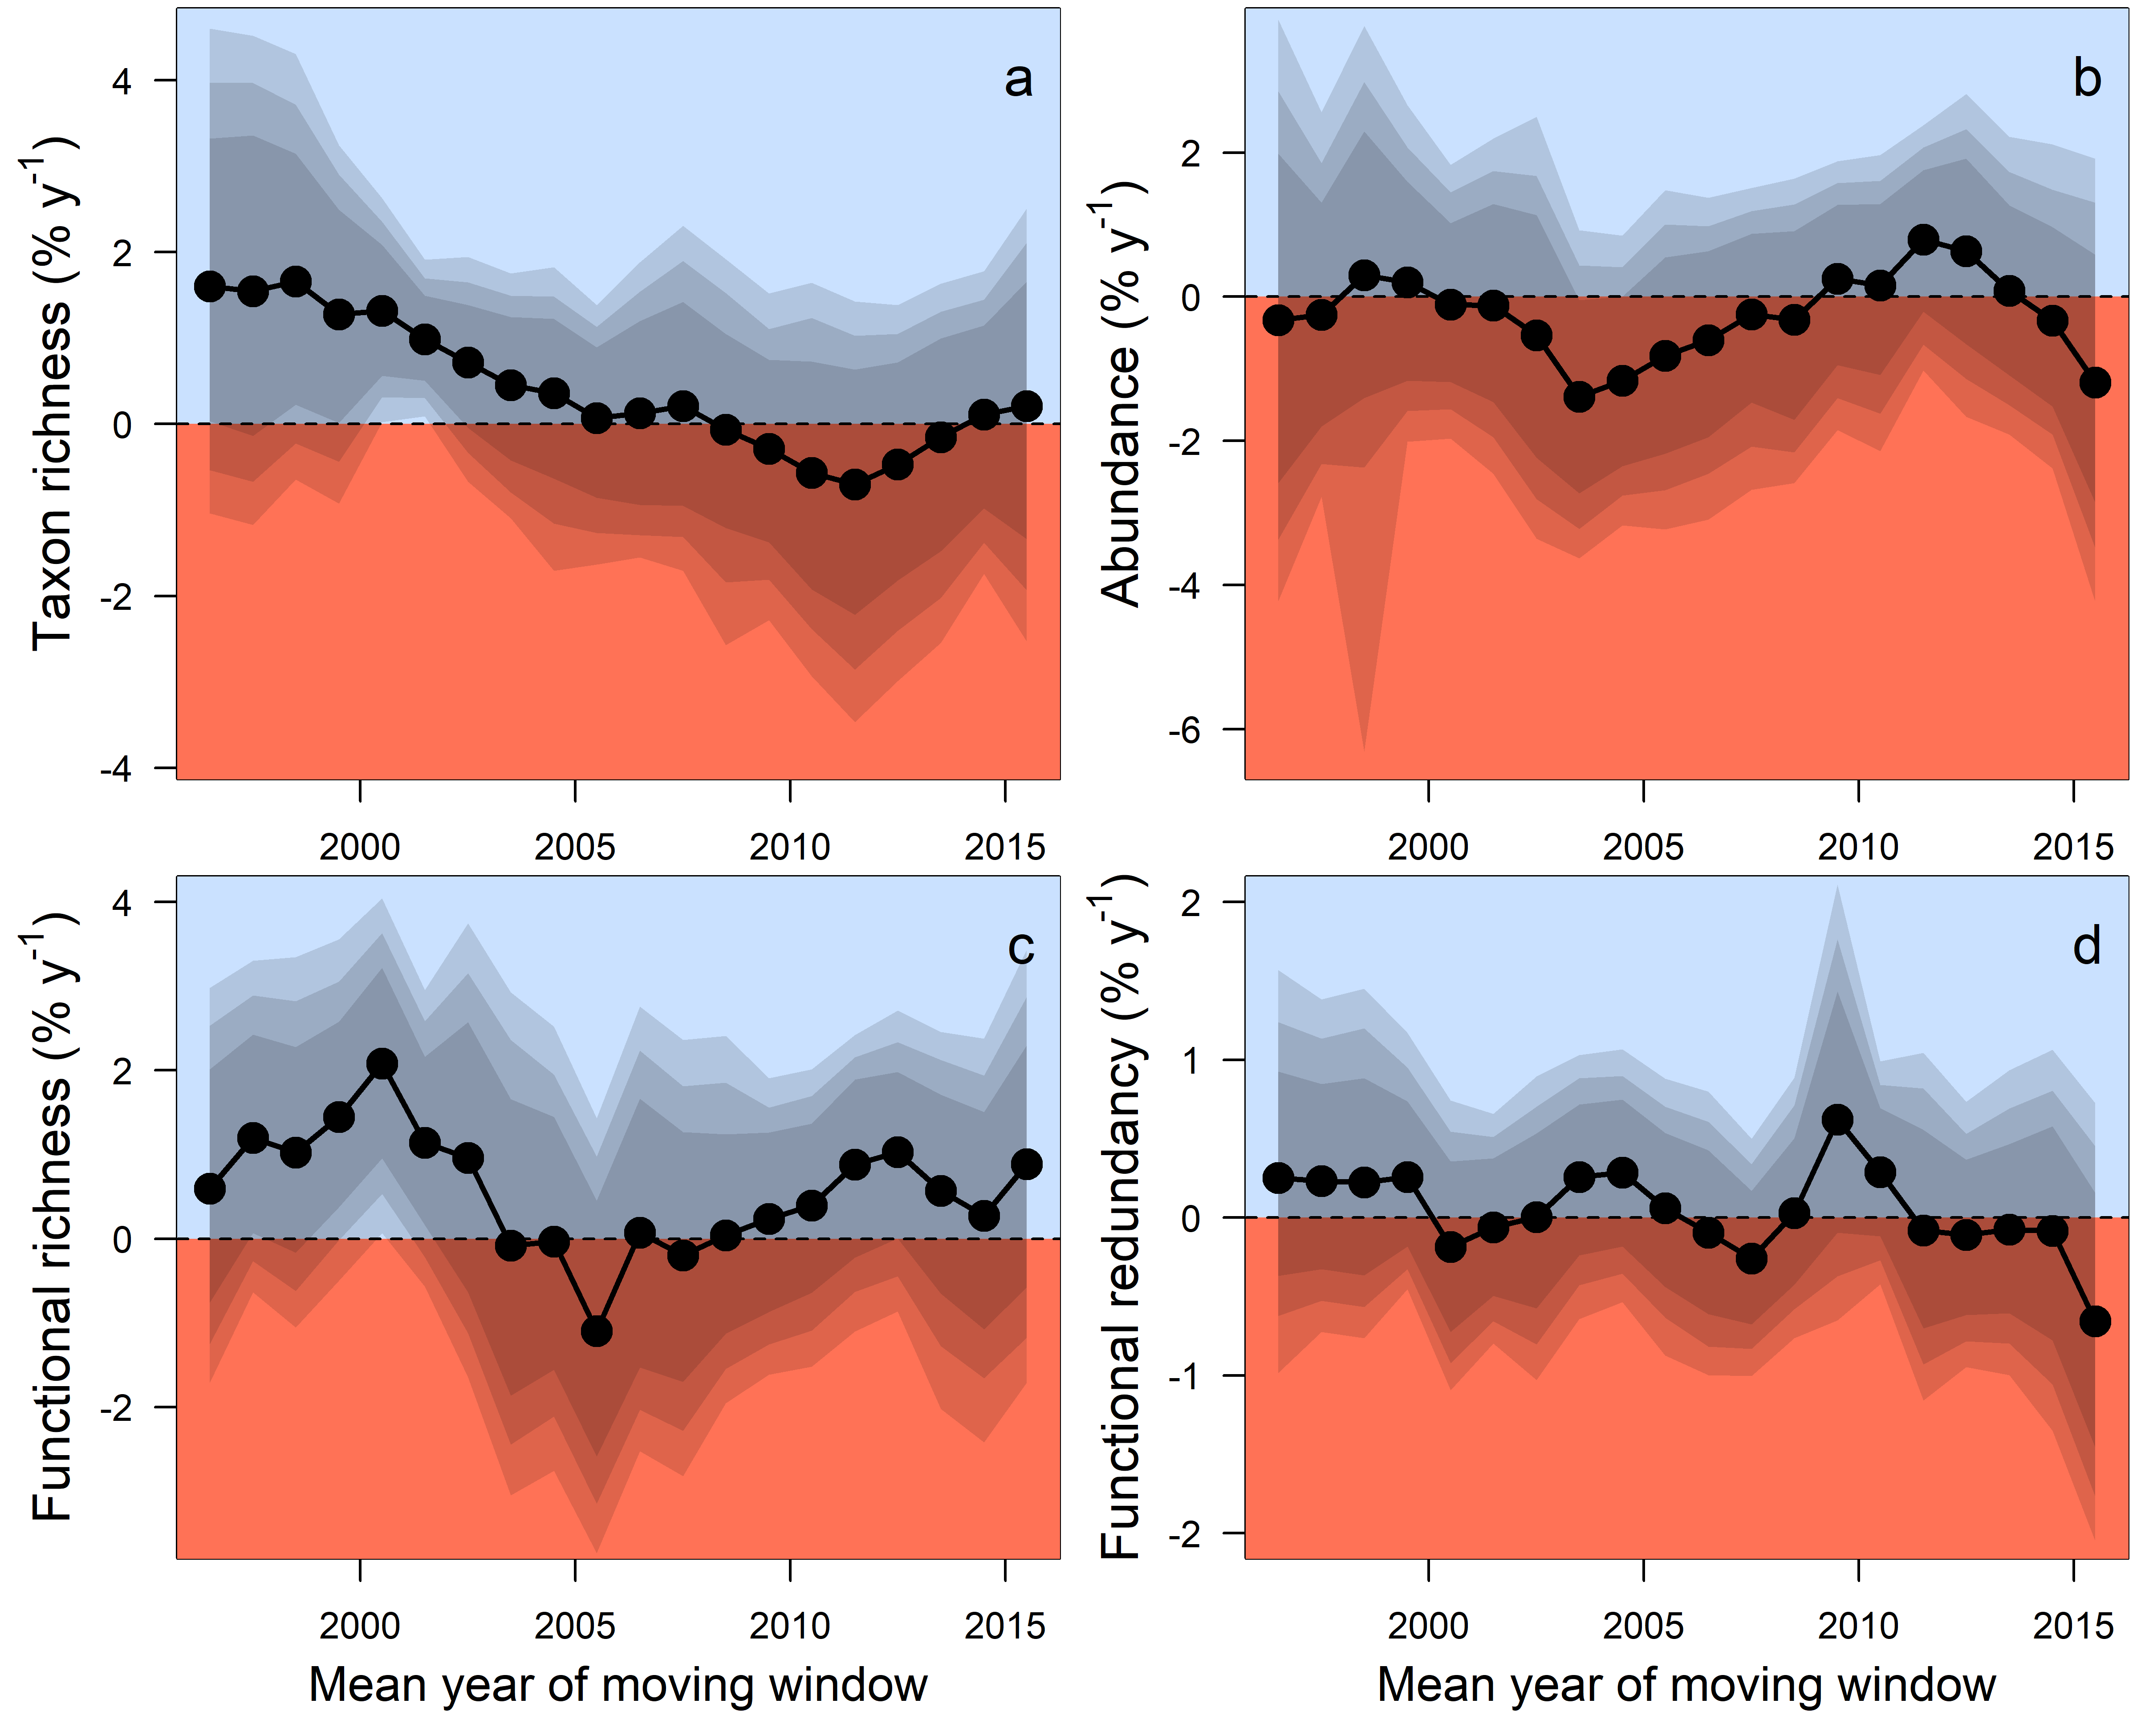 a
4
2
0
-2
-4
Taxon richness (% y-1)
2000 2005 2010 2015
b
2
0
-2
-4
-6
Abundance (% y-1)
2000 2005 2010 2015
c
4
2
0
-2
Functional richness (% y-1)
2000 2005 2010 2015
Mean year of moving window
d
2
1
0
-1
-2
Functional redundancy (% y-1)
2000 2005 2010 2015
Mean year of moving window